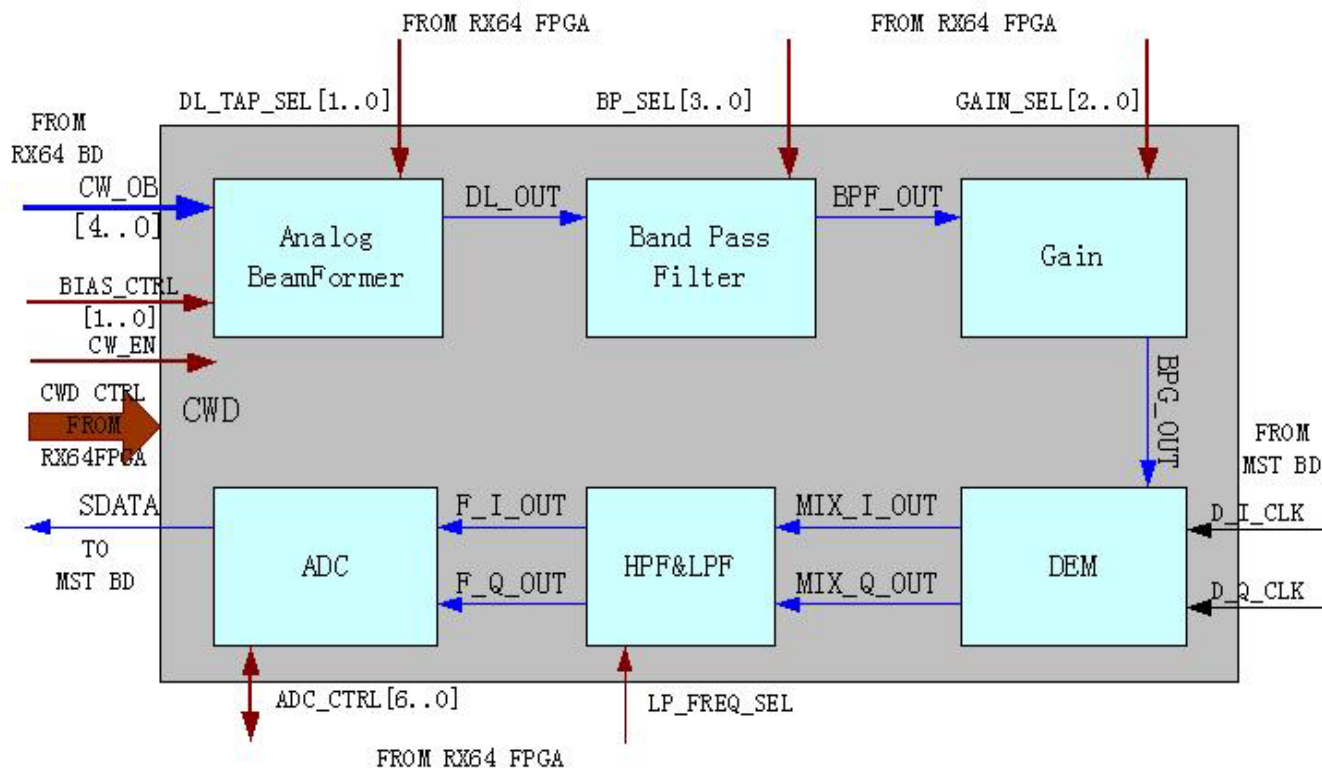 FROM RX64 FPGA
FROM RX64 FPGA
DL_TAP_SEL[1..0]
BP_SEL[3..0]
GAIN_SEL[2..0]
FROM
RX64 BD
CW_OB
[4..0]
BIAS_CTRL
[1..0]
CW_EN
CWD CTRL
FROM
RX64FPGA
CWD
Analog
BeamFormer
DL_OUT
Band Pass
Filter
BPF_OUT
Gain
BPG_OUT
FROM
MST BD
D_I_CLK
D_Q_CLK
DEM
MIX_I_OUT
MIX_Q_OUT
HPF&LPF
F_I_OUT
F_Q_OUT
ADC
SDATA
TO
MST BD
ADC_CTRL[6..0]
LP_FREQ_SEL
FROM RX64 FPGA